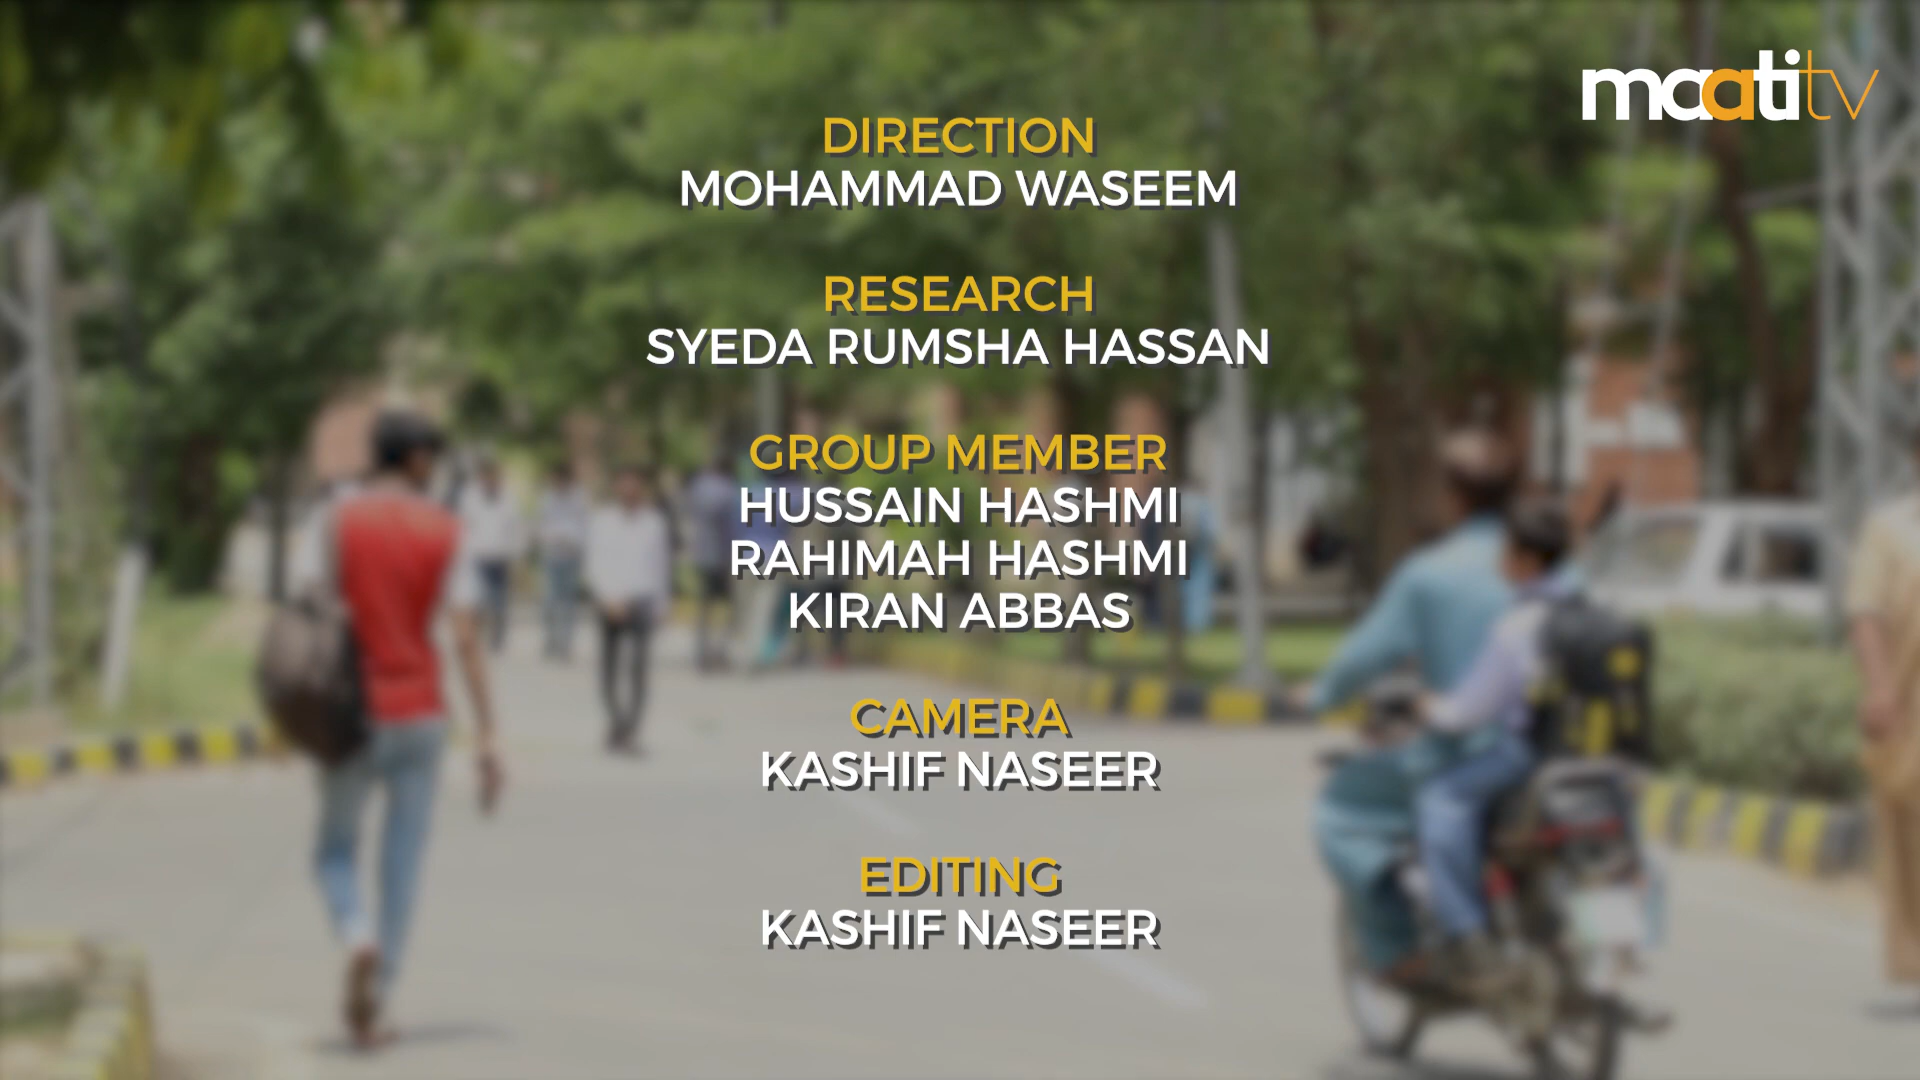 maatitv
DIRECTION
MOHAMMAD WASEEM
RESEARCH
SYEDA RUMSHA HASSAN
GROUP MEMBER
HUSSAIN HASHMI
RAHIMAH HASHMI
KIRAN ABBAS
CAMERA
KASHIF NASEER
EDITING
KASHIF NASEER